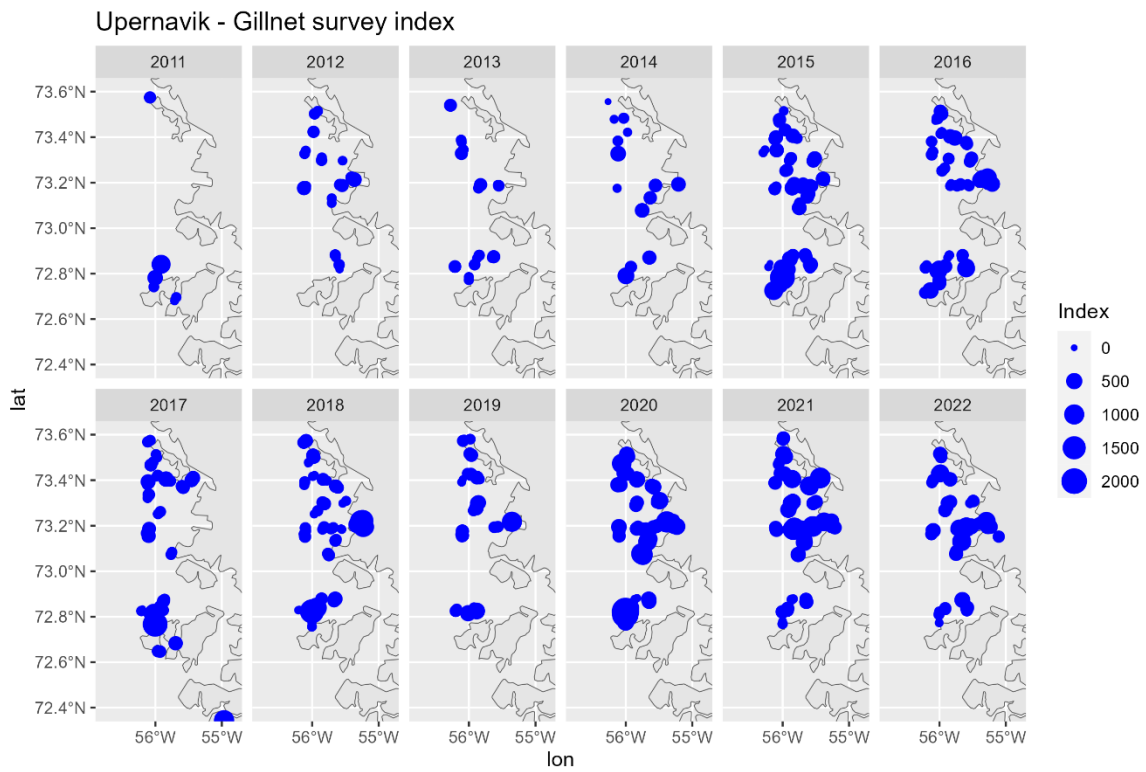 Upernavik - Gillnet survey index
2011 2012 2013 2014 2015 2016
73.6°N
73.4°N
73.2°N
73.0°N
72.8°N
72.6°N
72.4°N
lat
2017 2018 2019 2020 2021 2022
73.6°N
73.4°N
73.2°N
73.0°N
72.8°N
72.6°N
72.4°N
56°W 55°W 56°W 55°W 56°W 55°W 56°W 55°W 56°W 55°W 56°W 55°W
lon
Index
0
500
1000
1500
2000